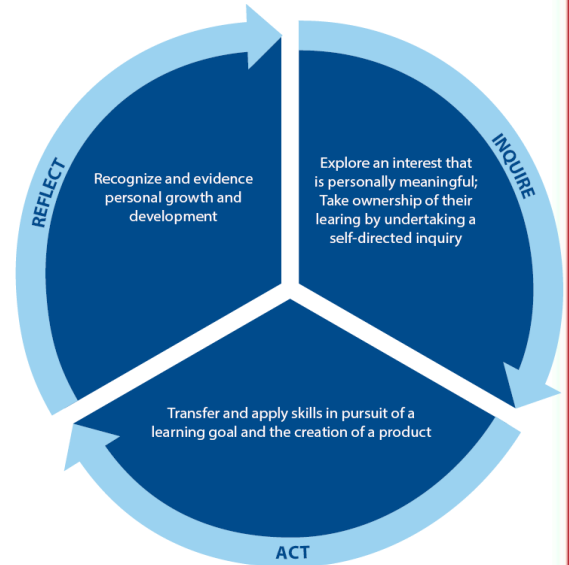 REFLECT
Recognize and evidence
personal growth and
development
INQUIRE
Explore an interest that
is personally meaningful;
Take ownership of their
learing by undertaking a
self-directed inquiry
Transfer and apply skills in pursuit of a
learning goal and the creation of a product
ACT